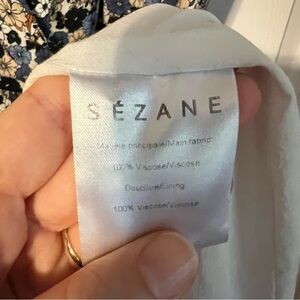 SÉZANE
Matière principale/Main fabric
100% Viscose/Viscose
Doublure/Lining
100% Viscose/Viscose